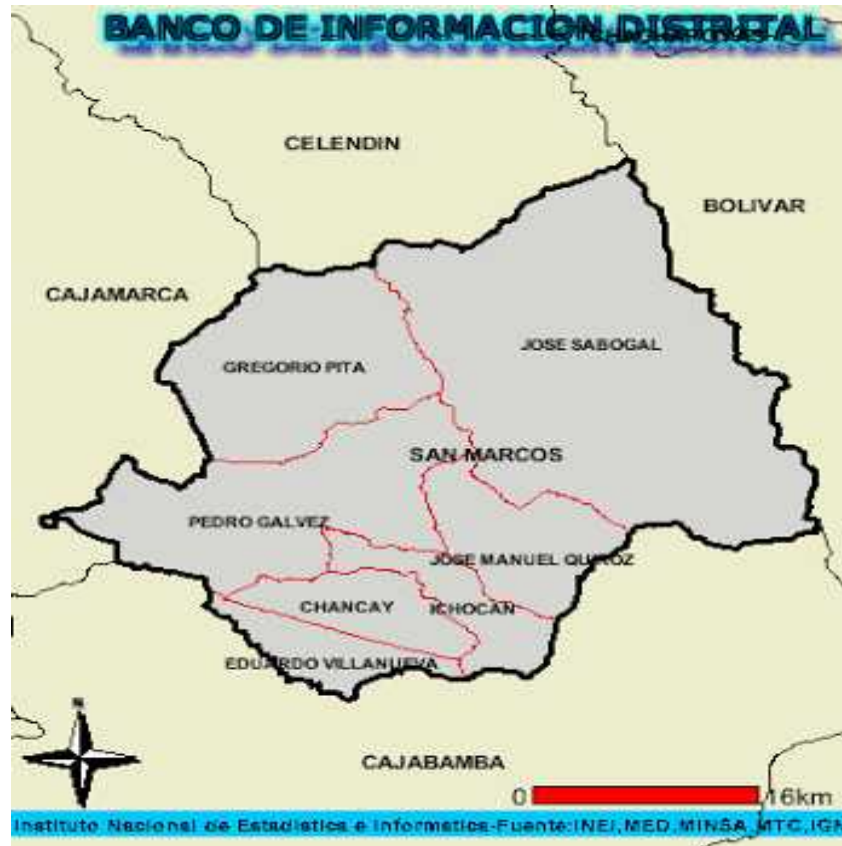 BANCO DE INFORMACION DISTRITAL
CELENDIN
BOLIVAR
CAJAMARCA
JOSE SABOGAL
GREGORIO PITA
SAN MARCOS
PEDRO GALVEZ
JOSE MANUEL QUIROZ
CHANCAY
ICHOCAN
EDUARDO VILLANUEVA
N
CAJABAMBA
0 16km
Instituto Nacional de Estadistica e Informatica-Fuente:INEI,MED,MINSA,MTC,IGN